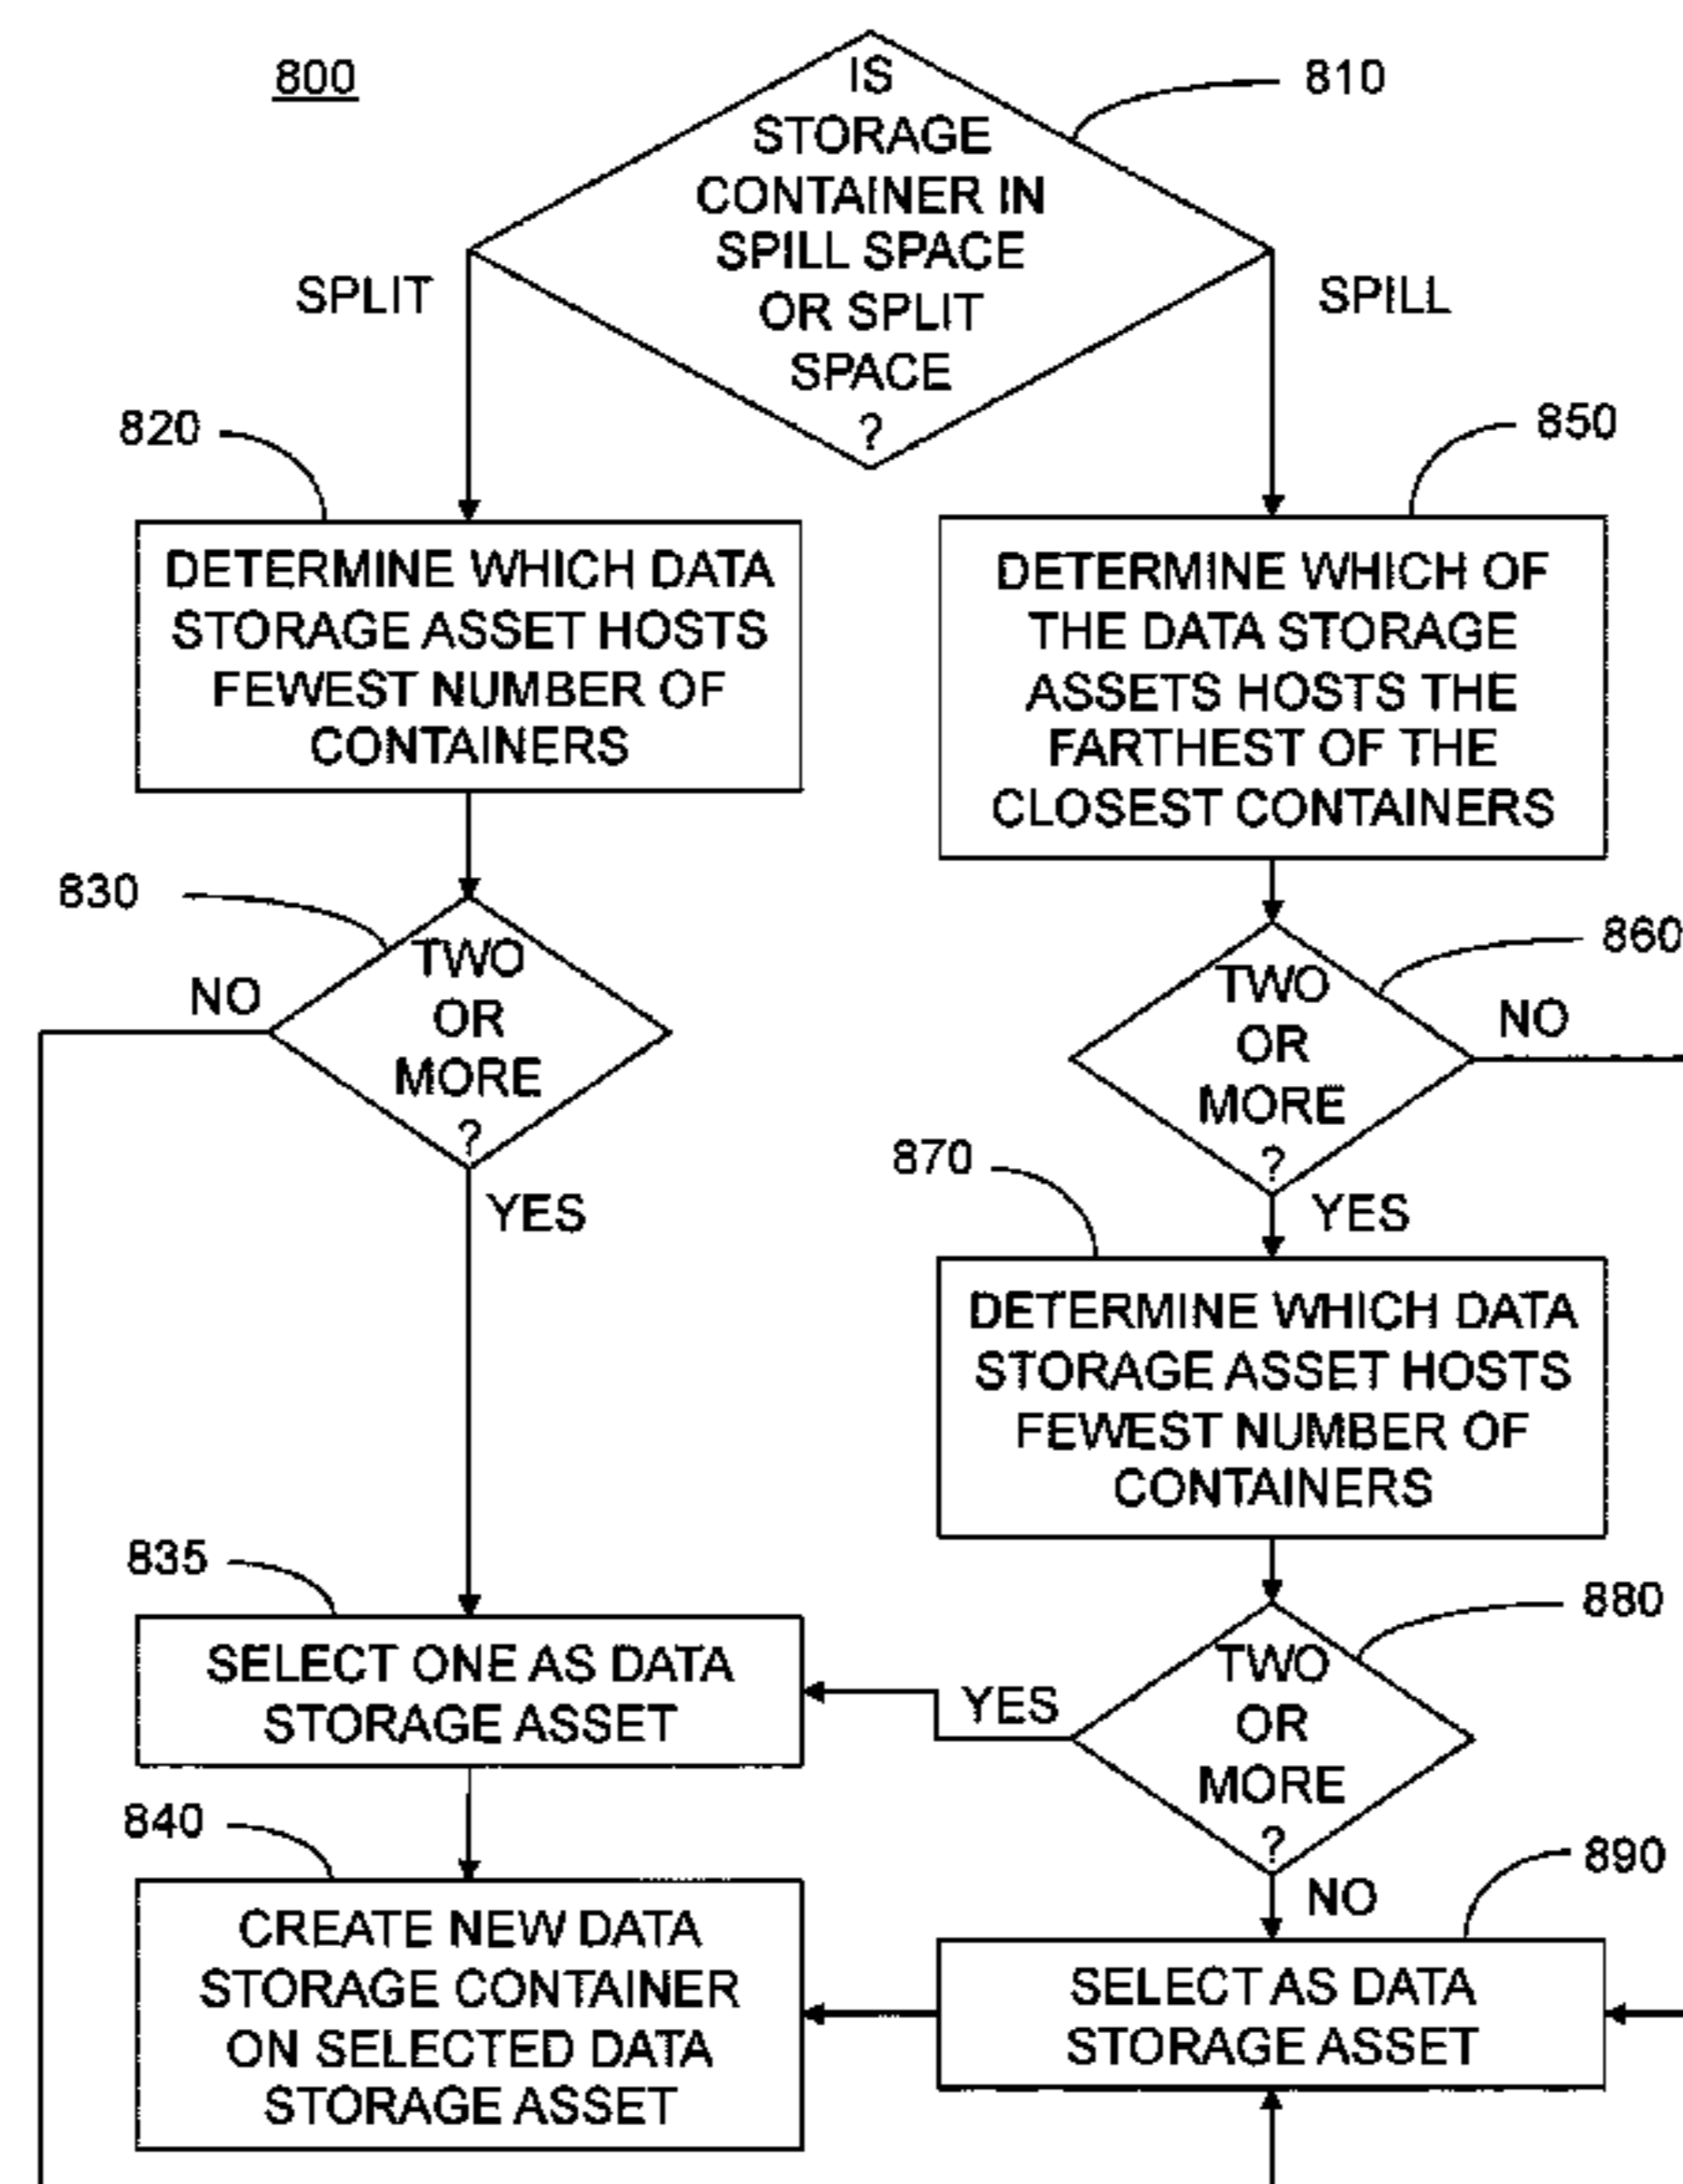 800
IS
STORAGE
CONTAINER IN
SPILL SPACE
OR SPLIT
SPACE
?
810
SPLIT
SPILL
820
DETERMINE WHICH DATA
STORAGE ASSET HOSTS
FEWEST NUMBER OF
CONTAINERS
850
DETERMINE WHICH OF
THE DATA STORAGE
ASSETS HOSTS THE
FARTHEST OF THE
CLOSEST CONTAINERS
830
NO
TWO
OR
MORE
?
YES
860
TWO
OR
MORE
?
NO
YES
870
DETERMINE WHICH DATA
STORAGE ASSET HOSTS
FEWEST NUMBER OF
CONTAINERS
835
SELECT ONE AS DATA
STORAGE ASSET
880
YES
TWO
OR
MORE
?
NO
840
CREATE NEW DATA
STORAGE CONTAINER
ON SELECTED DATA
STORAGE ASSET
890
SELECT AS DATA
STORAGE ASSET